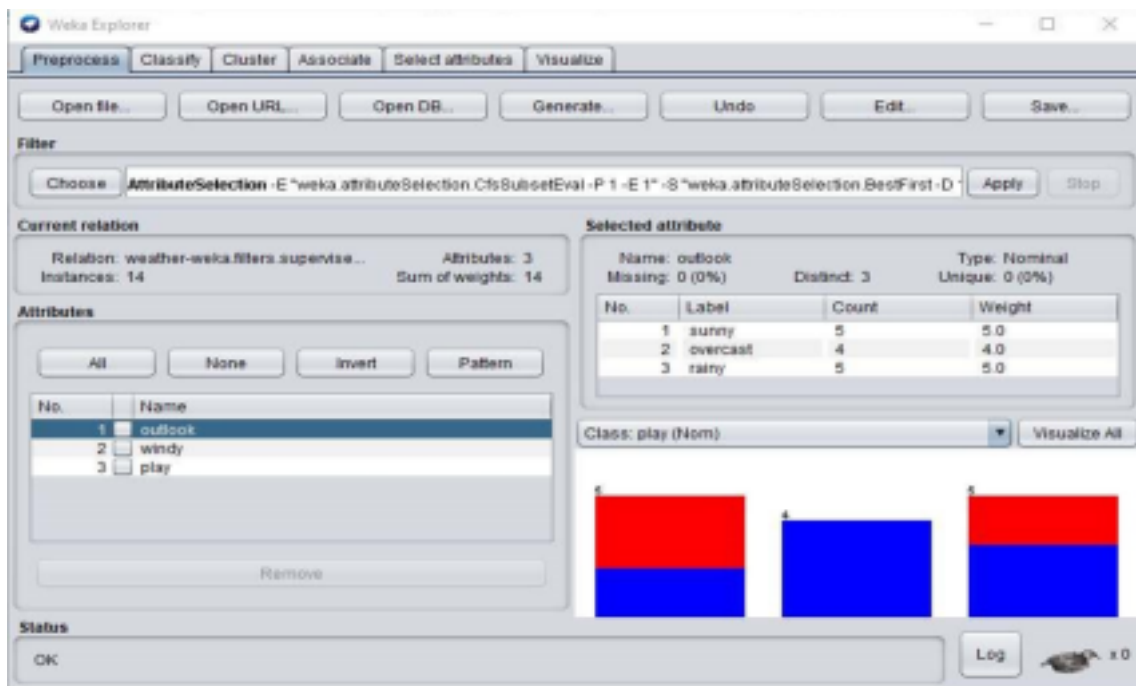 Weka Explorer
Preprocess Classify Cluster Associate Select attributes Visualize
Open file... Open URL... Open DB... Generate... Undo Edit... Save...
Filter
Choose AttributeSelection -E "weka.attributeSelection.CfsSubsetEval -P 1 -E 1" -S "weka.attributeSelection.BestFirst -D Apply Stop
Current relation
Relation: weather-weka.filters.supervise... Attributes: 3
Instances: 14 Sum of weights: 14
Selected attribute
Name: outlook Type: Nominal
Missing: 0 (0%) Distinct: 3 Unique: 0 (0%)
No. Label Count Weight
1 sunny 5 5.0
2 overcast 4 4.0
3 rainy 5 5.0
Attributes
All None Invert Pattern
No. Name
1 outlook
2 windy
3 play
Remove
Class: play (Nom) Visualize All
5 4 5
Status
OK
Log x 0